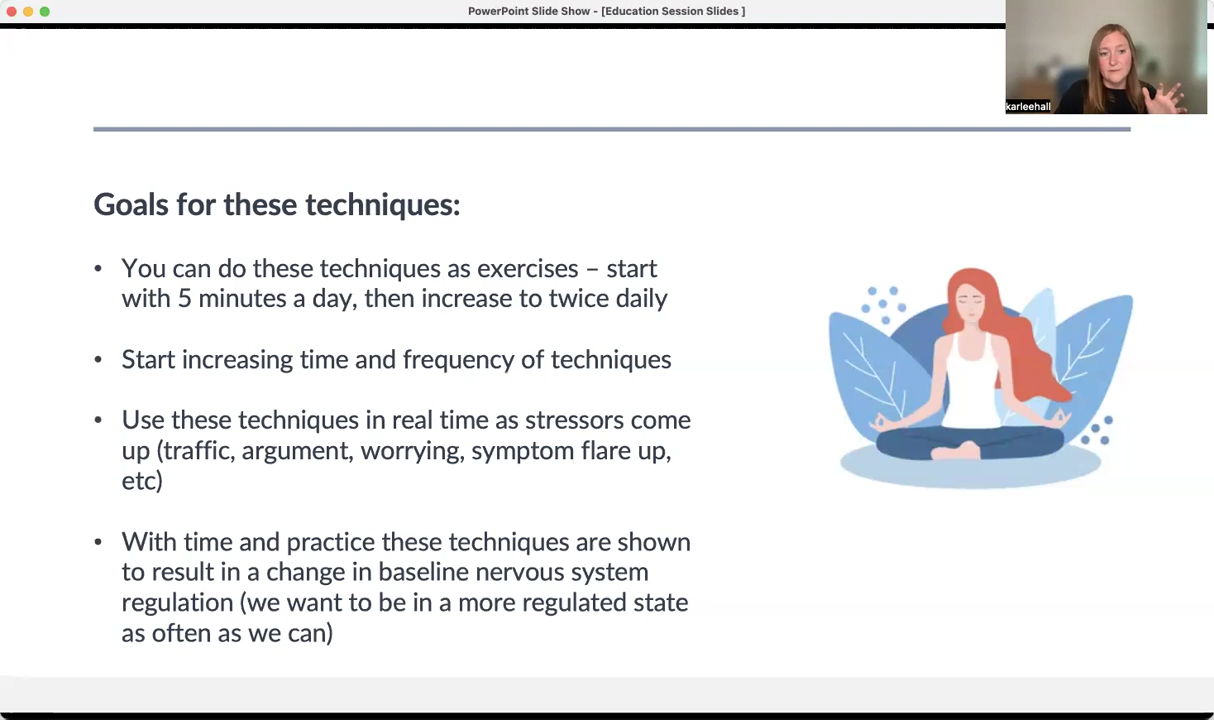 PowerPoint Slide Show - [Education Session Slides ]
karleehall
Goals for these techniques:
• You can do these techniques as exercises – start
with 5 minutes a day, then increase to twice daily
• Start increasing time and frequency of techniques
• Use these techniques in real time as stressors come
up (traffic, argument, worrying, symptom flare up,
etc)
• With time and practice these techniques are shown
to result in a change in baseline nervous system
regulation (we want to be in a more regulated state
as often as we can)